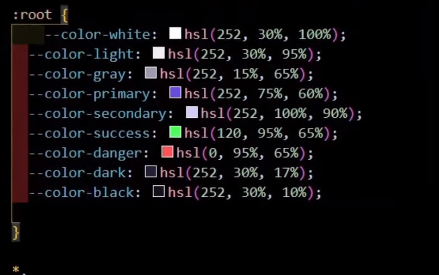 :root {
--color-white: hsl(252, 30%, 100%);
--color-light: hsl(252, 30%, 95%);
--color-gray: hsl(252, 15%, 65%);
--color-primary: hsl(252, 75%, 60%);
--color-secondary: hsl(252, 100%, 90%);
--color-success: hsl(120, 95%, 65%);
--color-danger: hsl(0, 95%, 65%);
--color-dark: hsl(252, 30%, 17%);
--color-black: hsl(252, 30%, 10%);
}
*,